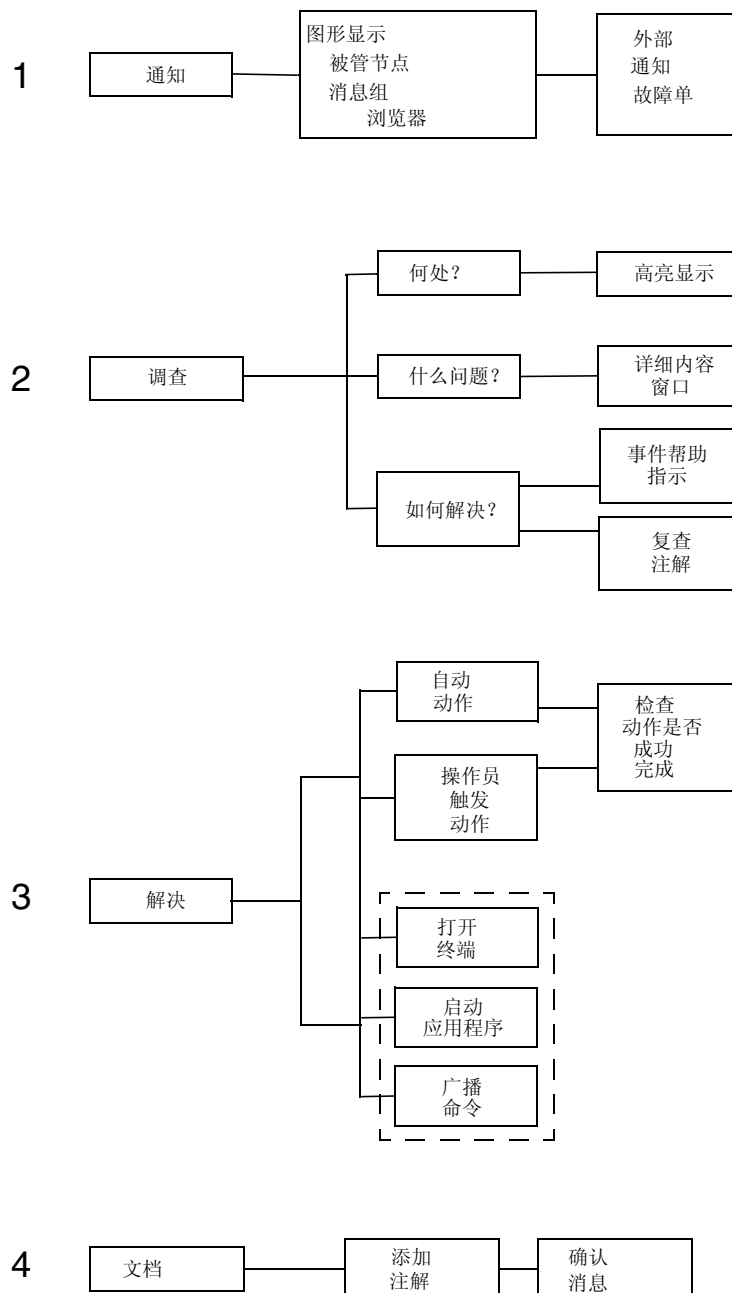 1
通知
图形显示
被管节点
消息组
浏览器
外部
通知
故障单
2
调查
何处？
高亮显示
什么问题？
详细内容
窗口
如何解决？
事件帮助
指示
复查
注解
3
解决
自动
动作
操作员
触发
动作
检查
动作是否
成功
完成
打开
终端
启动
应用程序
广播
命令
4
文档
添加
注解
确认
消息